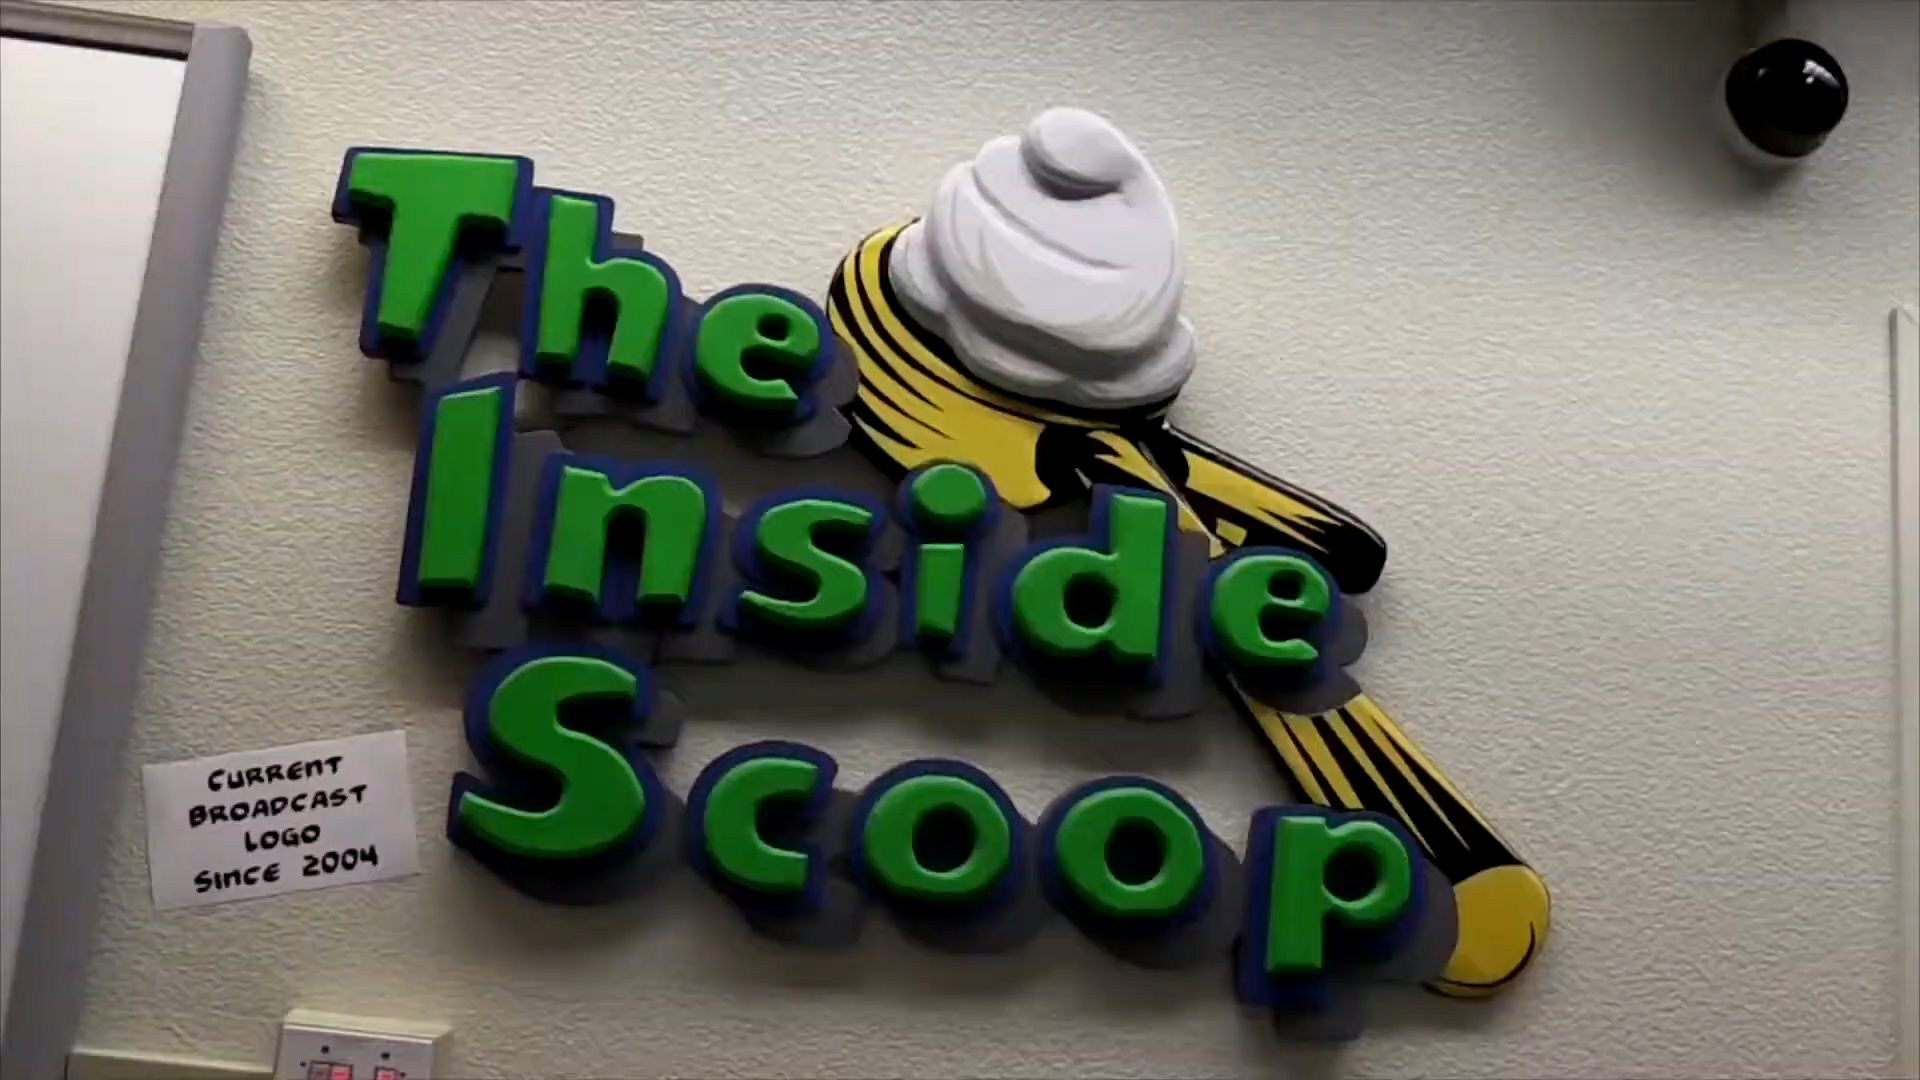 The
Inside
Scoop
CURRENT
BROADCAST
LOGO
SINCE 2004